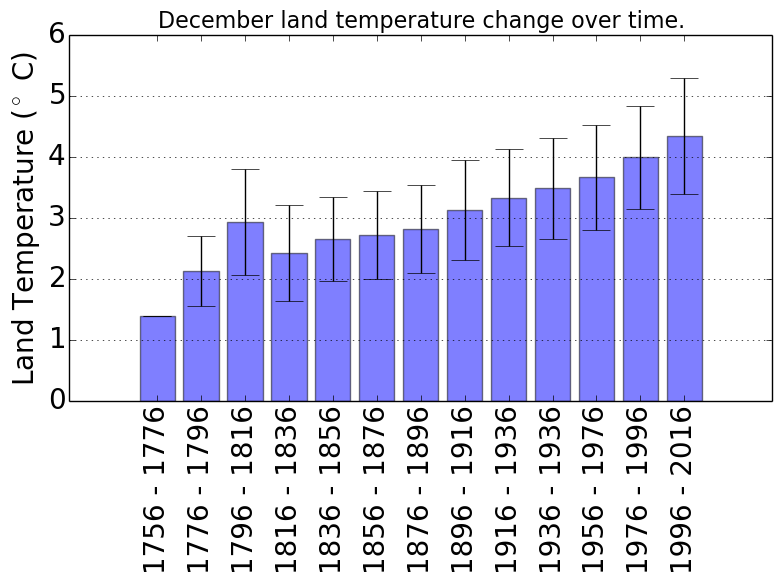 December land temperature change over time.
Land Temperature (° C)
6
5
4
3
2
1
0
1756 - 1776
1776 - 1796
1796 - 1816
1816 - 1836
1836 - 1856
1856 - 1876
1876 - 1896
1896 - 1916
1916 - 1936
1936 - 1936
1956 - 1976
1976 - 1996
1996 - 2016